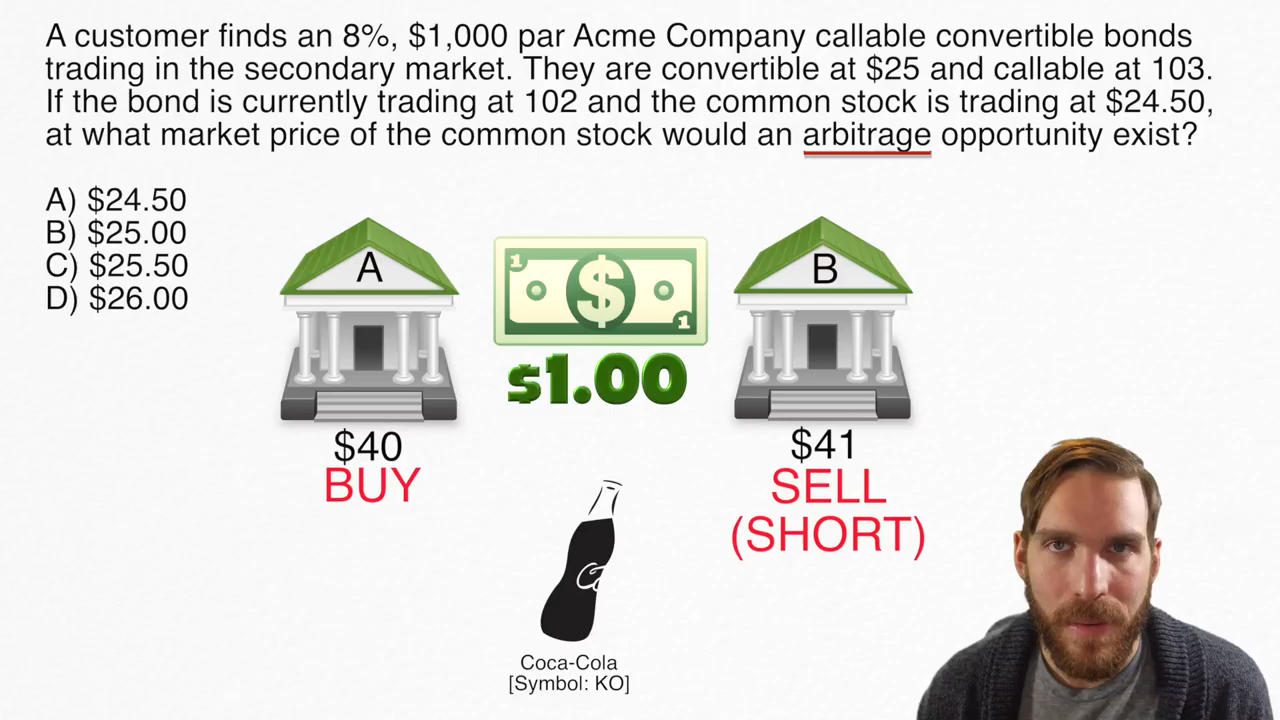 A customer finds an 8%, $1,000 par Acme Company callable convertible bonds
trading in the secondary market. They are convertible at $25 and callable at 103.
If the bond is currently trading at 102 and the common stock is trading at $24.50,
at what market price of the common stock would an arbitrage opportunity exist?
A) $24.50
B) $25.00
C) $25.50
D) $26.00
A
B
1
$
1
$1.00
$40
BUY
$41
SELL
(SHORT)
Coca-Cola
[Symbol: KO]